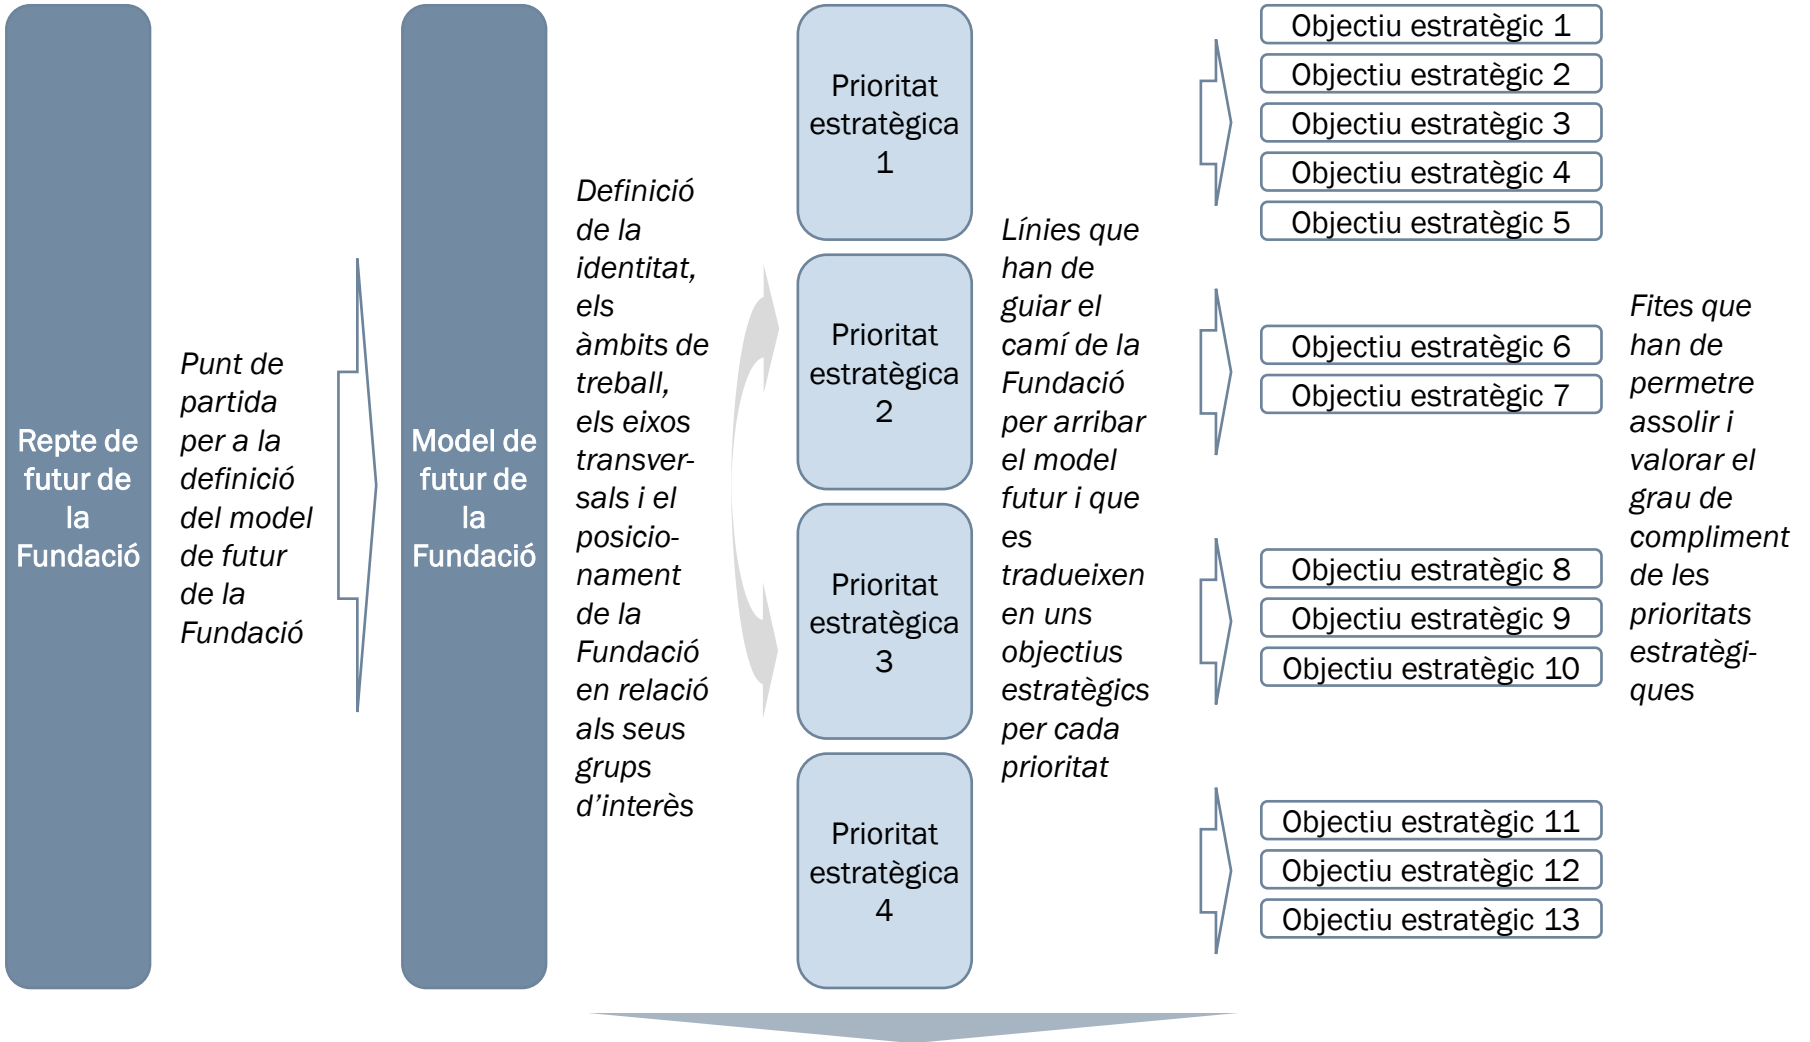 Repte de
futur de
la
Fundació
Punt de
partida
per a la
definició
del model
de futur
de la
Fundació
Model de
futur de
la
Fundació
Definició
de la
identitat,
els
àmbits de
treball,
els eixos
transver-
sals i el
posicio-
nament
de la
Fundació
en relació
als seus
grups
d’interès
Prioritat
estratègica
1
Prioritat
estratègica
2
Prioritat
estratègica
3
Prioritat
estratègica
4
Línies que
han de
guiar el
camí de la
Fundació
per arribar
el model
futur i que
es
tradueixen
en uns
objectius
estratègics
per cada
prioritat
Objectiu estratègic 1
Objectiu estratègic 2
Objectiu estratègic 3
Objectiu estratègic 4
Objectiu estratègic 5
Objectiu estratègic 6
Objectiu estratègic 7
Objectiu estratègic 8
Objectiu estratègic 9
Objectiu estratègic 10
Objectiu estratègic 11
Objectiu estratègic 12
Objectiu estratègic 13
Fites que
han de
permetre
assolir i
valorar el
grau de
compliment
de les
prioritats
estratègi-
ques